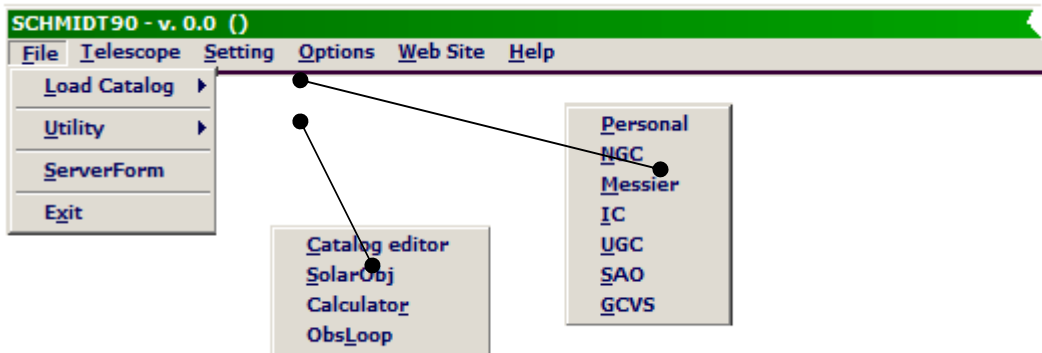 SCHMIDT90 - v. 0.0 ()
File Telescope Setting Options Web Site Help
Load Catalog
Utility
ServerForm
Exit
Personal
NGC
Messier
IC
UGC
SAO
GCVS
Catalog editor
SolarObj
Calculator
ObsLoop